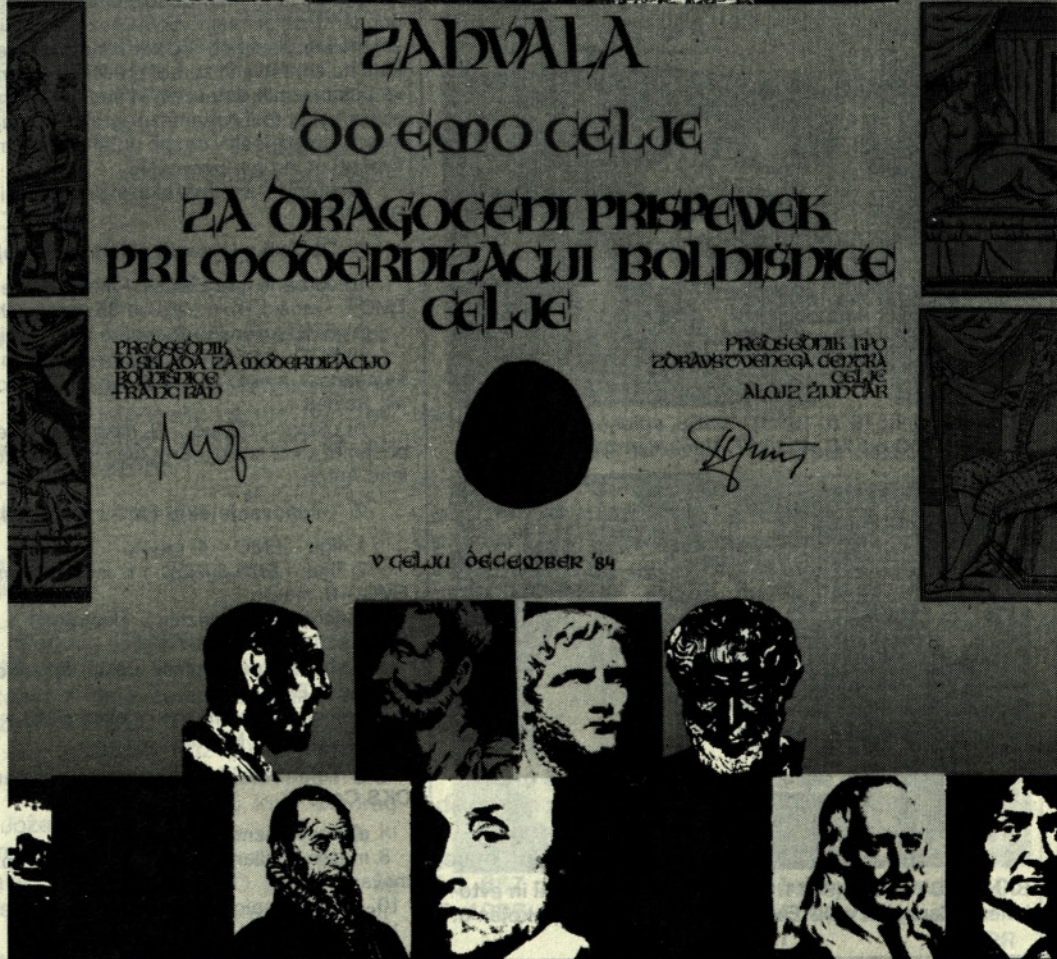 ZAHVALA
DO EMO CELJE
ZA DRAGOCENI PRISPEVEK
PRI MODERNIZACIJI BOLNIŠNICE
CELJE
PREDSEDNIK
IO SKLADA ZA MODERNIZACIJO
BOLNIŠNICE
FRANC BAN
PREDSEDNIK KPO
ZDRAVSTVENEGA CENTRA
CELJE
ALOJZ ŽUNTAR
V CELJU DECEMBER '84